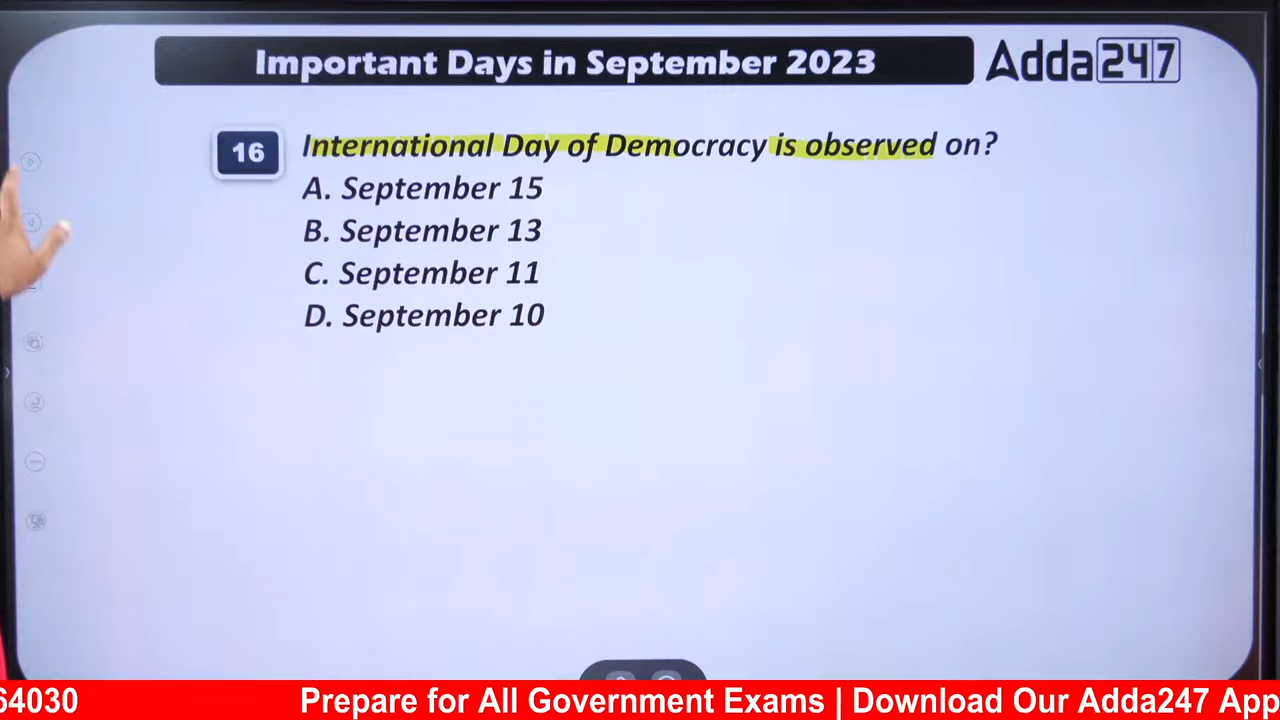 Important Days in September 2023
Adda247
16
International Day of Democracy is observed on?
A. September 15
B. September 13
C. September 11
D. September 10
64030 Prepare for All Government Exams | Download Our Adda247 App